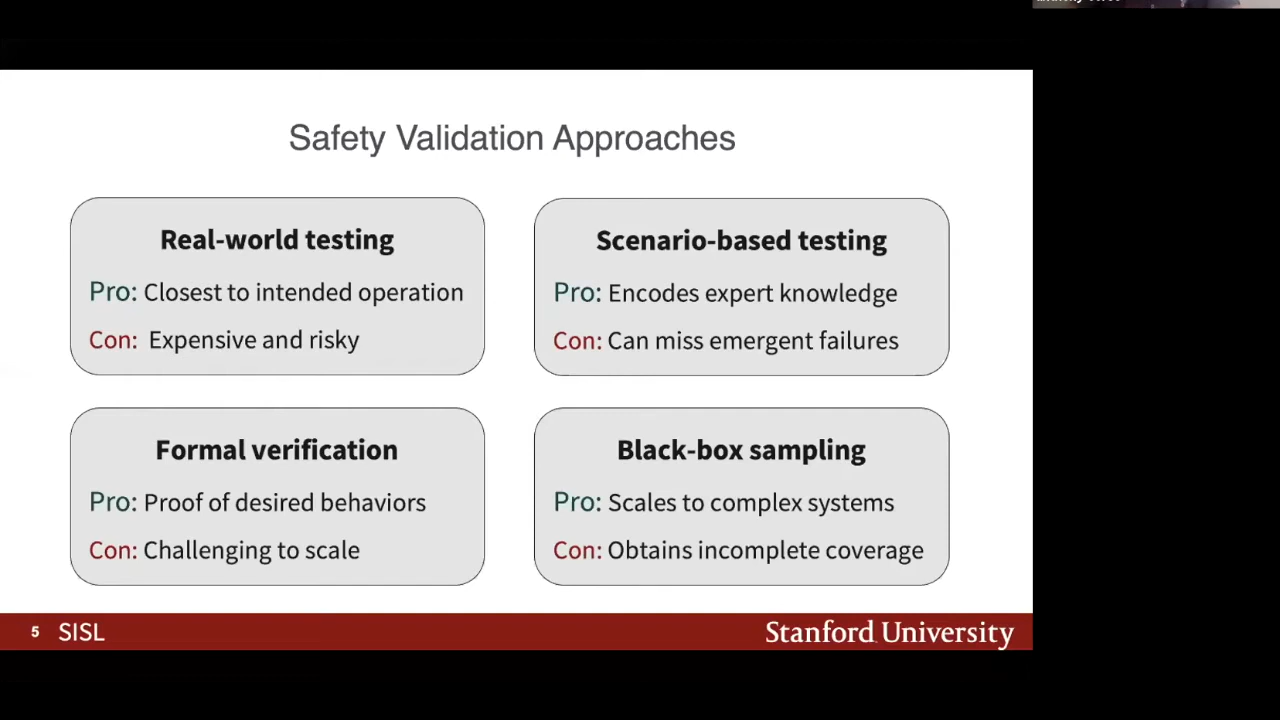 Safety Validation Approaches
Real-world testing
Pro: Closest to intended operation
Con: Expensive and risky
Scenario-based testing
Pro: Encodes expert knowledge
Con: Can miss emergent failures
Formal verification
Pro: Proof of desired behaviors
Con: Challenging to scale
Black-box sampling
Pro: Scales to complex systems
Con: Obtains incomplete coverage
5 SISL
Stanford University